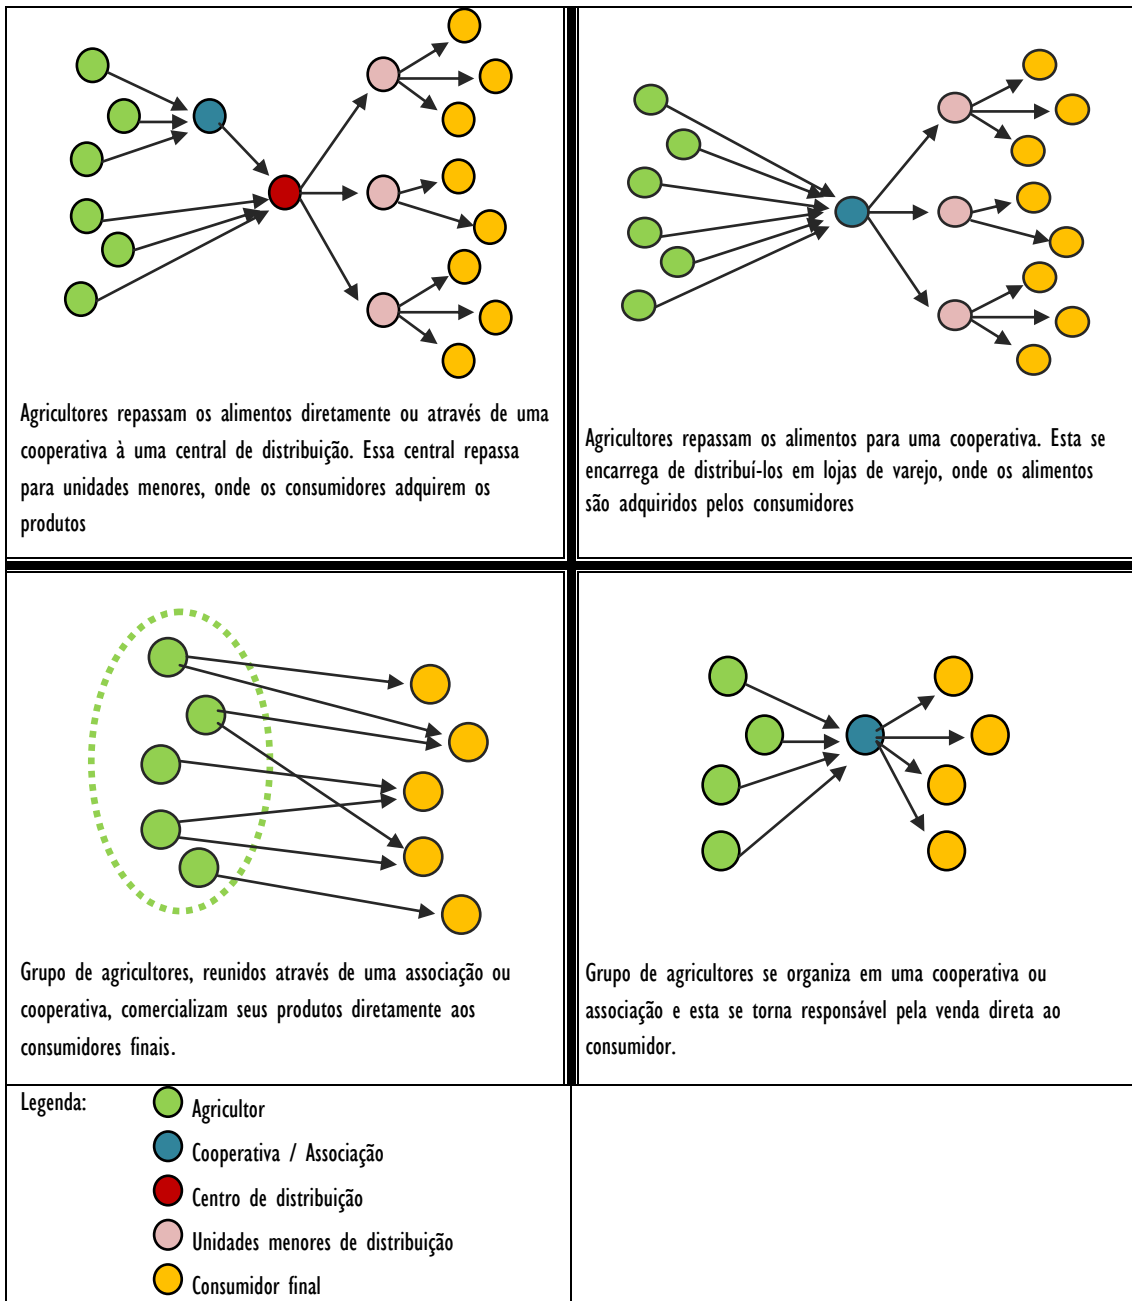 Agricultores repassam os alimentos diretamente ou através de uma
cooperativa à uma central de distribuição. Essa central repassa
para unidades menores, onde os consumidores adquirem os
produtos
Agricultores repassam os alimentos para uma cooperativa. Esta se
encarrega de distribuí-los em lojas de varejo, onde os alimentos
são adquiridos pelos consumidores
Grupo de agricultores, reunidos através de uma associação ou
cooperativa, comercializam seus produtos diretamente aos
consumidores finais.
Grupo de agricultores se organiza em uma cooperativa ou
associação e esta se torna responsável pela venda direta ao
consumidor.
Legenda:
Agricultor
Cooperativa / Associação
Centro de distribuição
Unidades menores de distribuição
Consumidor final